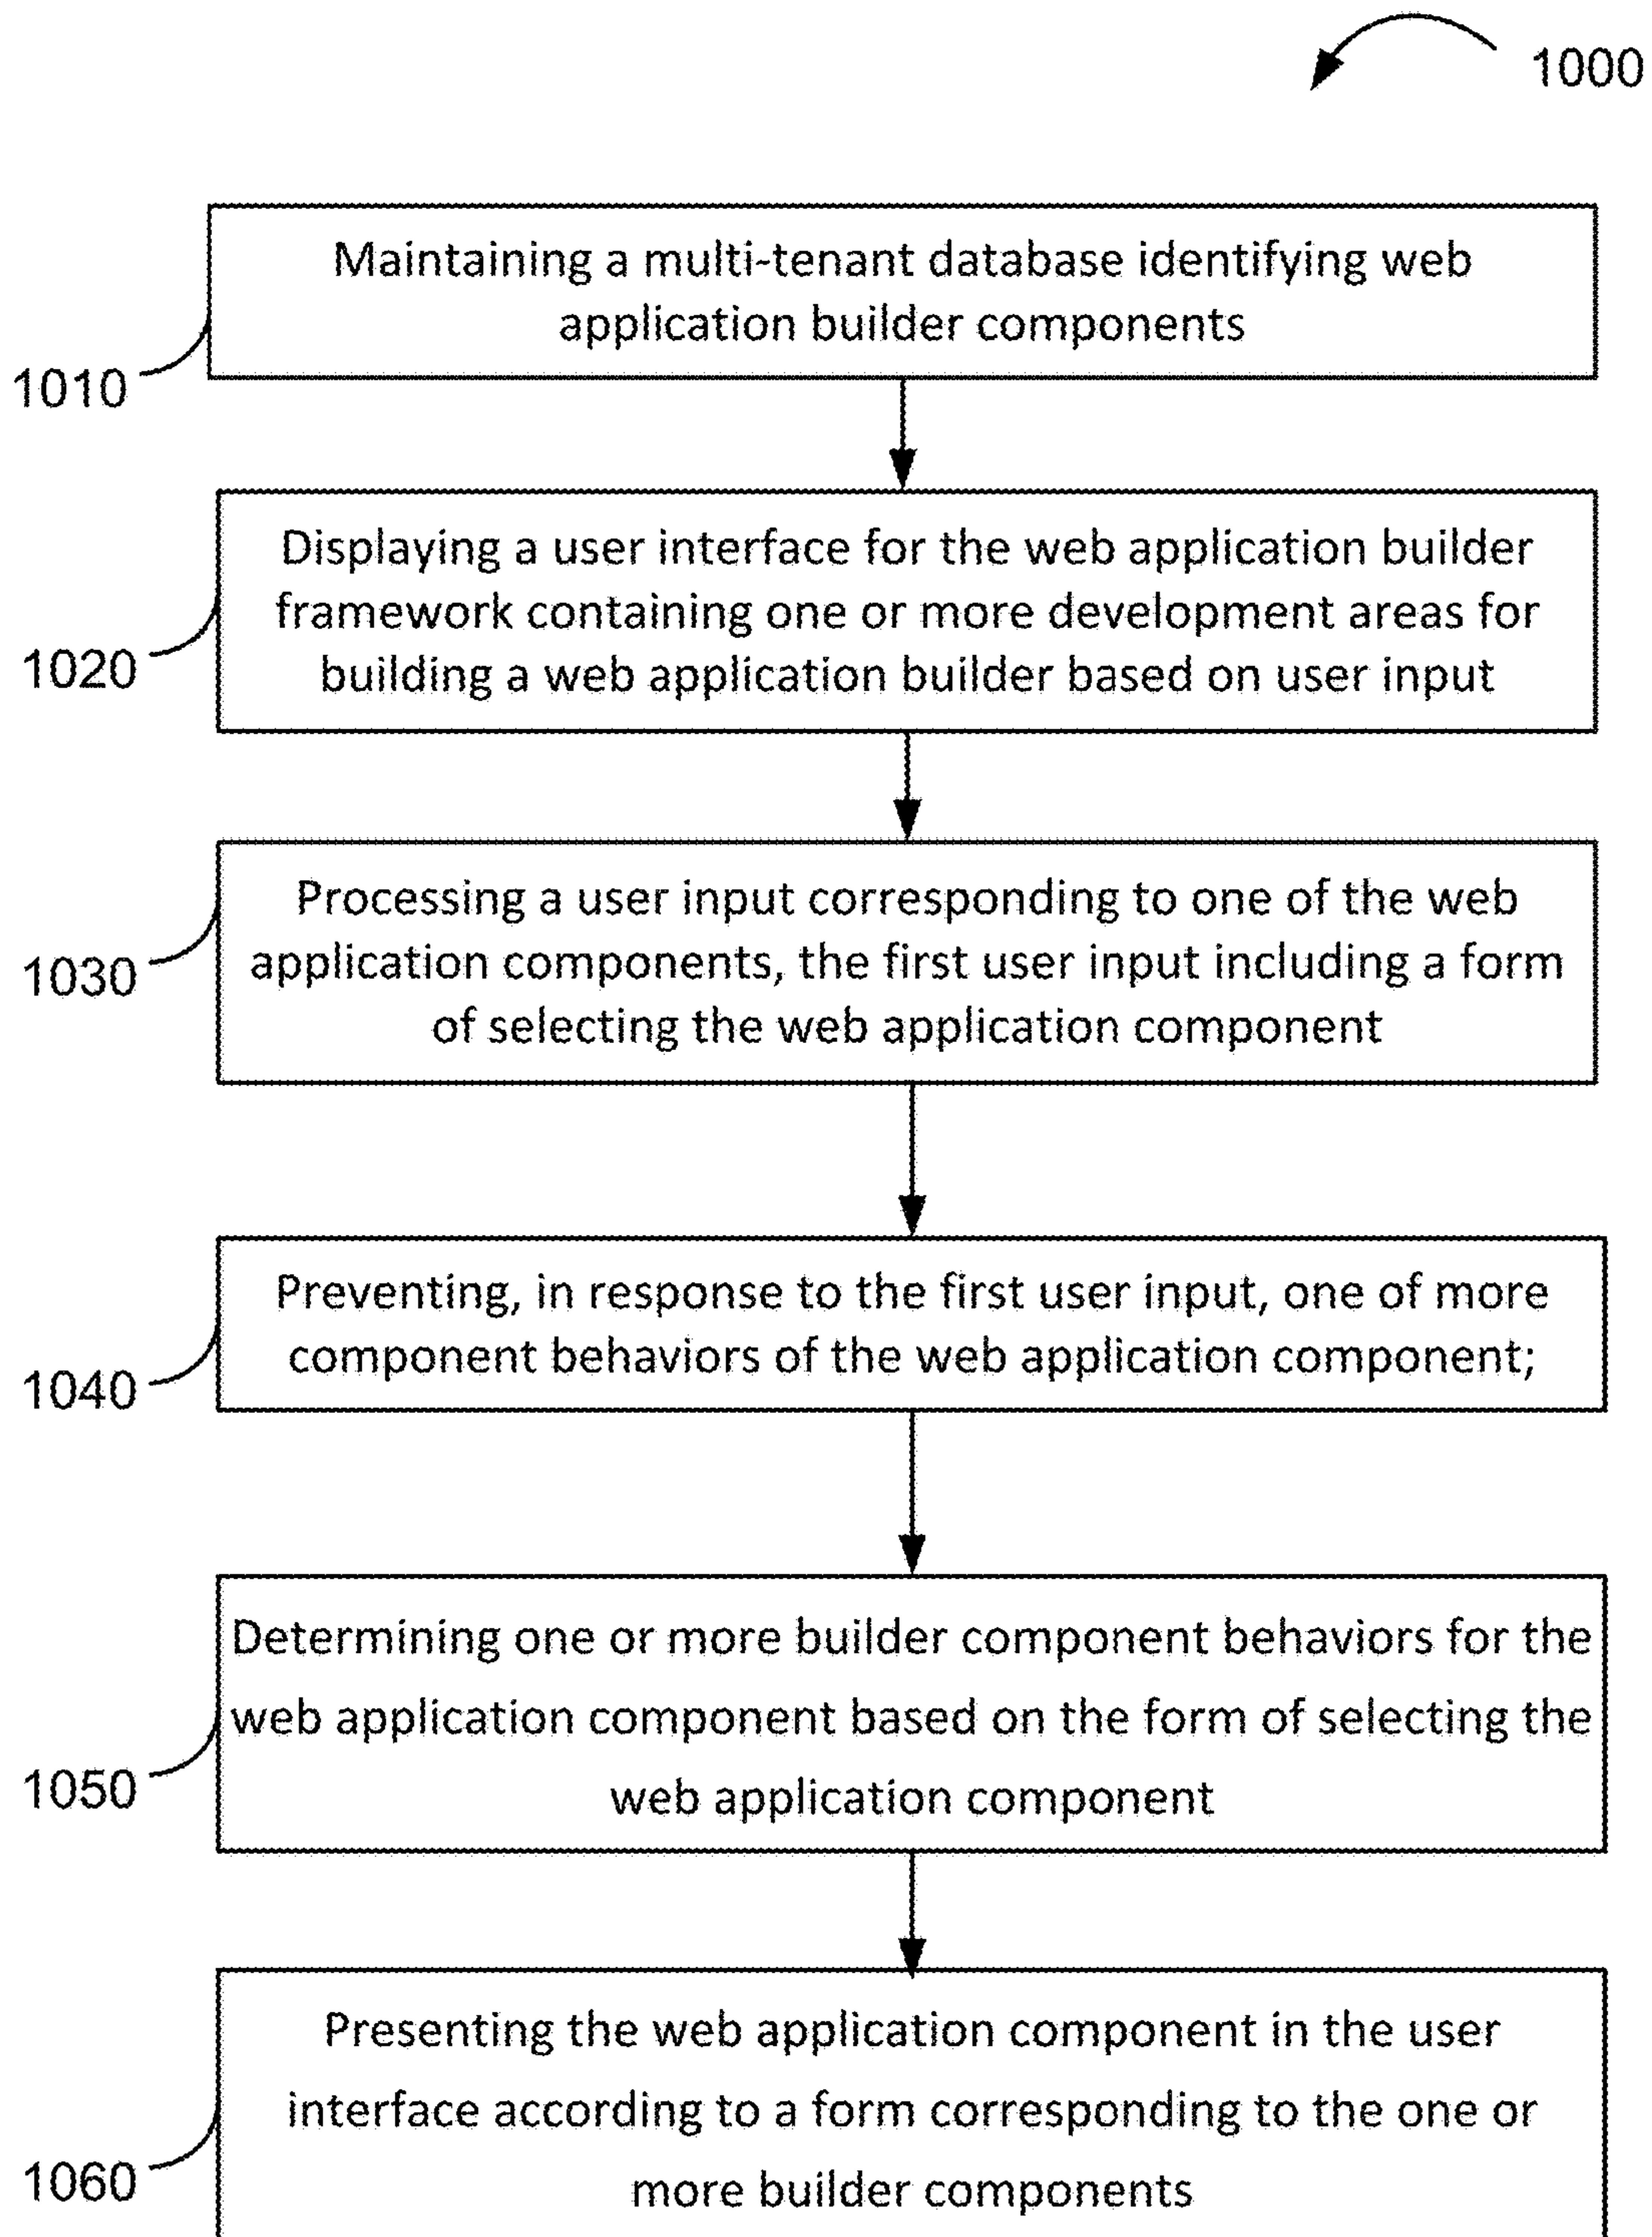 1000
Maintaining a multi-tenant database identifying web
application builder components
1010
Displaying a user interface for the web application builder
framework containing one or more development areas for
building a web application builder based on user input
1020
Processing a user input corresponding to one of the web
application components, the first user input including a form
of selecting the web application component
1030
Preventing, in response to the first user input, one of more
component behaviors of the web application component;
1040
Determining one or more builder component behaviors for the
web application component based on the form of selecting the
web application component
1050
Presenting the web application component in the user
interface according to a form corresponding to the one or
more builder components
1060